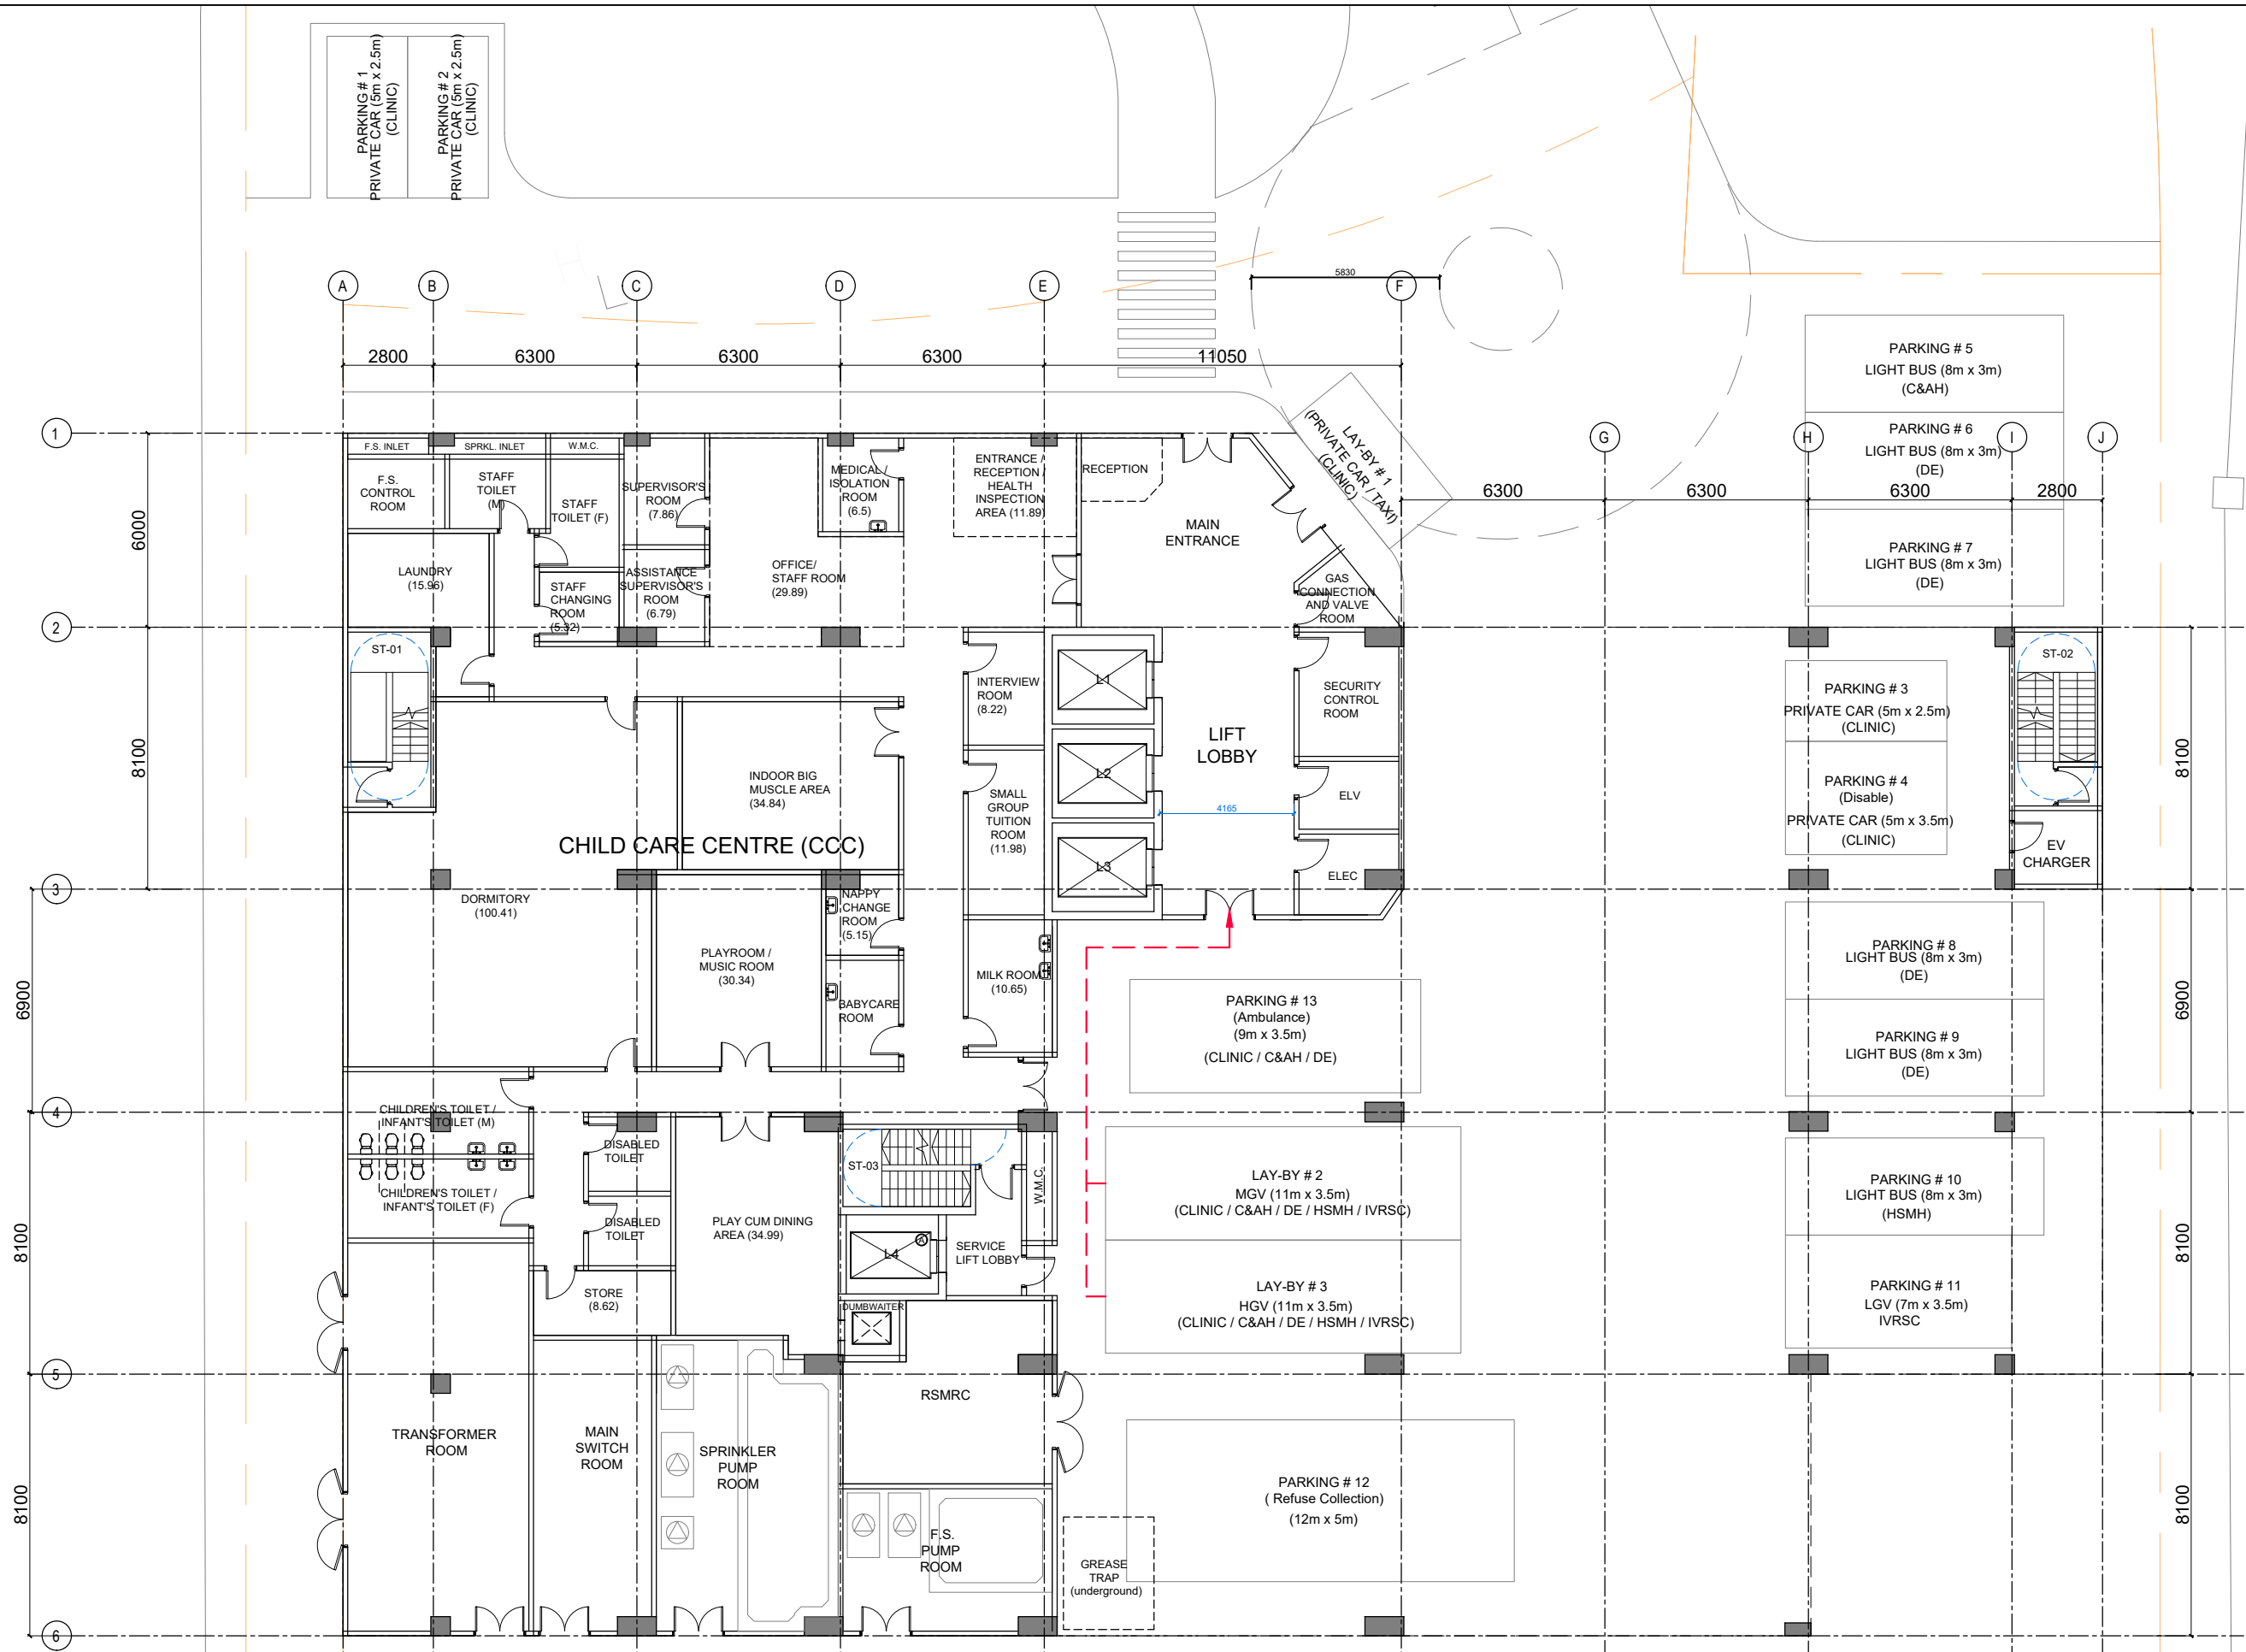 PARKING # 1
PRIVATE CAR (5m x 2.5m)
(CLINIC)
PARKING # 2
PRIVATE CAR (5m x 2.5m)
(CLINIC)
A
B
C
D
E
5830
F
2800
6300
6300
6300
11050
PARKING # 5
LIGHT BUS (8m x 3m)
(C&AH)
PARKING # 6
LIGHT BUS (8m x 3m)
(DE)
PARKING # 7
LIGHT BUS (8m x 3m)
(DE)
G
H
I
J
6300
6300
6300
2800
LAY-BY # 1
(PRIVATE CAR / TAXI)
(CLINIC)
1
6000
2
8100
3
6900
4
8100
5
8100
6
F.S. INLET
SPRKL. INLET
W.M.C.
F.S.
CONTROL
ROOM
STAFF
TOILET
(M)
STAFF
TOILET (F)
SUPERVISOR'S
ROOM
(7.86)
MEDICAL /
ISOLATION
ROOM
(6.5)
ENTRANCE /
RECEPTION /
HEALTH
INSPECTION
AREA (11.89)
RECEPTION
MAIN
ENTRANCE
LAUNDRY
(15.96)
STAFF
CHANGING
ROOM
(5.32)
ASSISTANCE
SUPERVISOR'S
ROOM
(6.79)
OFFICE/
STAFF ROOM
(29.89)
GAS
CONNECTION
AND VALVE
ROOM
ST-01
INTERVIEW
ROOM
(8.22)
L1
SECURITY
CONTROL
ROOM
LIFT
LOBBY
L2
INDOOR BIG
MUSCLE AREA
(34.84)
SMALL
GROUP
TUITION
ROOM
(11.98)
4165
ELV
L3
ELEC
CHILD CARE CENTRE (CCC)
DORMITORY
(100.41)
NAPPY
CHANGE
ROOM
(5.15)
PLAYROOM /
MUSIC ROOM
(30.34)
MILK ROOM
(10.65)
BABYCARE
ROOM
PARKING # 3
PRIVATE CAR (5m x 2.5m)
(CLINIC)
PARKING # 4
(Disable)
PRIVATE CAR (5m x 3.5m)
(CLINIC)
ST-02
EV
CHARGER
8100
PARKING # 13
(Ambulance)
(9m x 3.5m)
(CLINIC / C&AH / DE)
PARKING # 8
LIGHT BUS (8m x 3m)
(DE)
PARKING # 9
LIGHT BUS (8m x 3m)
(DE)
6900
CHILDREN'S TOILET /
INFANT'S TOILET (M)
CHILDREN'S TOILET /
INFANT'S TOILET (F)
DISABLED
TOILET
DISABLED
TOILET
STORE
(8.62)
PLAY CUM DINING
AREA (34.99)
ST-03
W.M.C.
L4
A
SERVICE
LIFT LOBBY
DUMBWAITER
LAY-BY # 2
MGV (11m x 3.5m)
(CLINIC / C&AH / DE / HSMH / IVRSC)
LAY-BY # 3
HGV (11m x 3.5m)
(CLINIC / C&AH / DE / HSMH / IVRSC)
PARKING # 10
LIGHT BUS (8m x 3m)
(HSMH)
PARKING # 11
LGV (7m x 3.5m)
IVRSC
8100
TRANSFORMER
ROOM
MAIN
SWITCH
ROOM
SPRINKLER
PUMP
ROOM
RSMRC
F.S.
PUMP
ROOM
GREASE
TRAP
(underground)
PARKING # 12
( Refuse Collection)
(12m x 5m)
8100